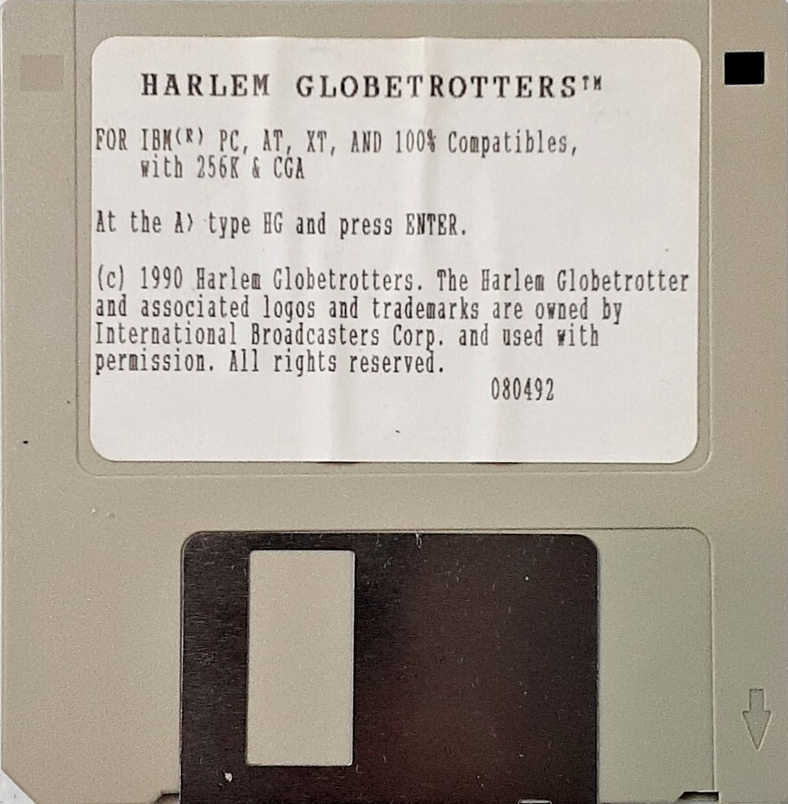 HARLEM GLOBETROTTERS™
FOR IBM(R) PC, AT, XT, AND 100% Compatibles,
with 256K & CGA
At the A> type HG and press ENTER.
(c) 1990 Harlem Globetrotters. The Harlem Globetrotter
and associated logos and trademarks are owned by
International Broadcasters Corp. and used with
permission. All rights reserved.
080492